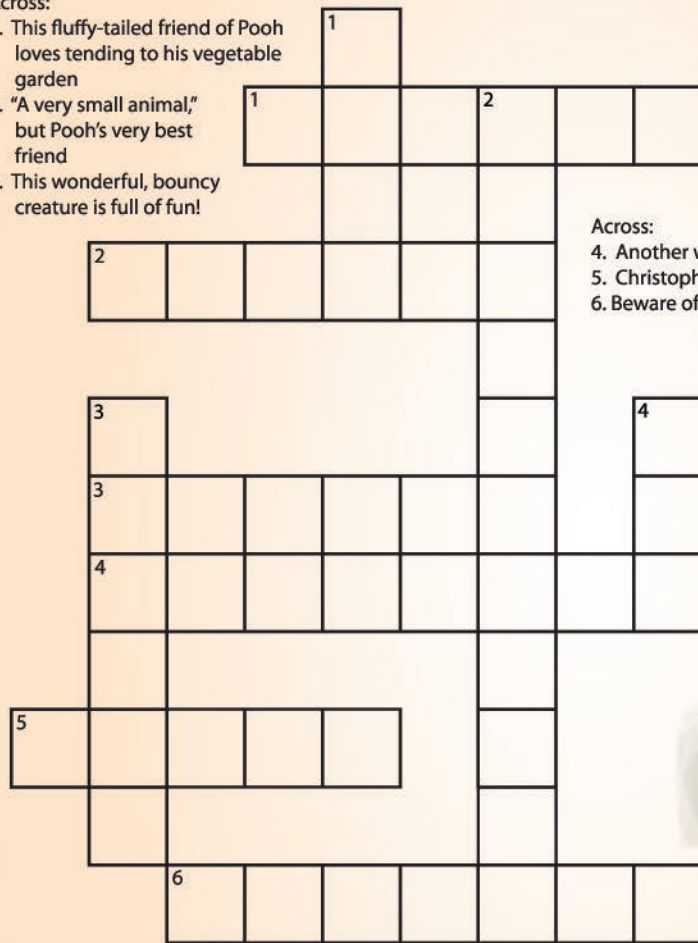 . This fluffy-tailed friend of Pooh
loves tending to his vegetable
garden
. “A very small animal,”
but Pooh’s very best
friend
. This wonderful, bouncy
creature is full of fun!
1
1
2
2
Across:
4. Another
5. Christoph
6. Beware of
3
4
3
4
5
6